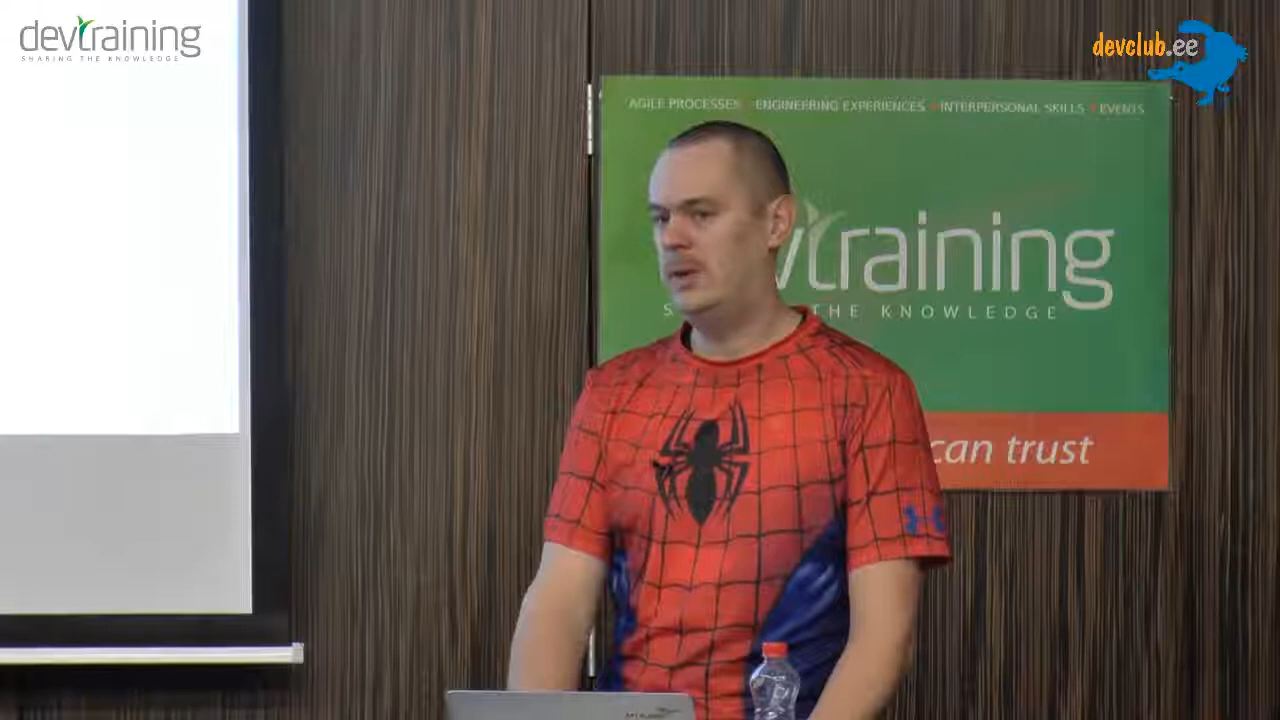 devtraining
SHARING THE KNOWLEDGE
devclub.ee
AGILE PROCESSES ENGINEERING EXPERIENCES INTERPERSONAL SKILLS EVENTS
training
THE KNOWLEDGE
can trust